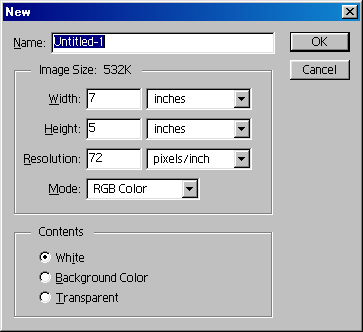 New
Name: Untitled-1
OK
Cancel
Image Size: 532K
Width: 7 inches
Height: 5 inches
Resolution: 72 pixels/inch
Mode: RGB Color
Contents
White
Background Color
Transparent